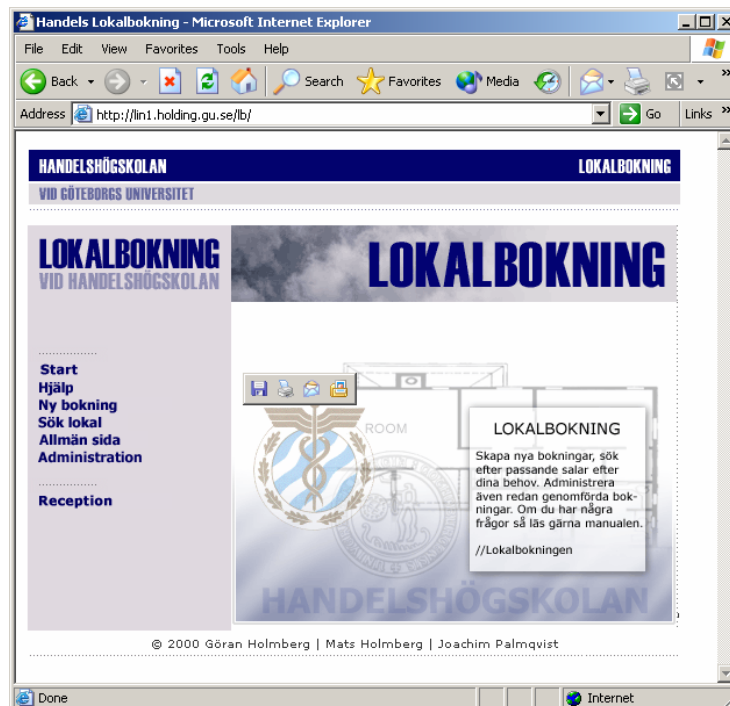 Handels Lokalbokning - Microsoft Internet Explorer
File Edit View Favorites Tools Help
Back Search Favorites Media
Address http://lin1.holding.gu.se/lb/ Go Links
HANDELSHÖGSKOLAN LOKALBOKNING
VID GÖTEBORGS UNIVERSITET
LOKALBOKNING
VID HANDELSHÖGSKOLAN
LOKALBOKNING
Start
Hjälp
Ny bokning
Sök lokal
Allmän sida
Administration
Reception
ROOM
LOKALBOKNING
Skapa nya bokningar, sök
efter passande salar efter
dina behov. Administrera
även redan genomförda bok-
ningar. Om du har några
frågor så läs gärna manualen.
//Lokalbokningen
HANDELSHÖGSKOLAN
© 2000 Göran Holmberg | Mats Holmberg | Joachim Palmqvist
Done Internet